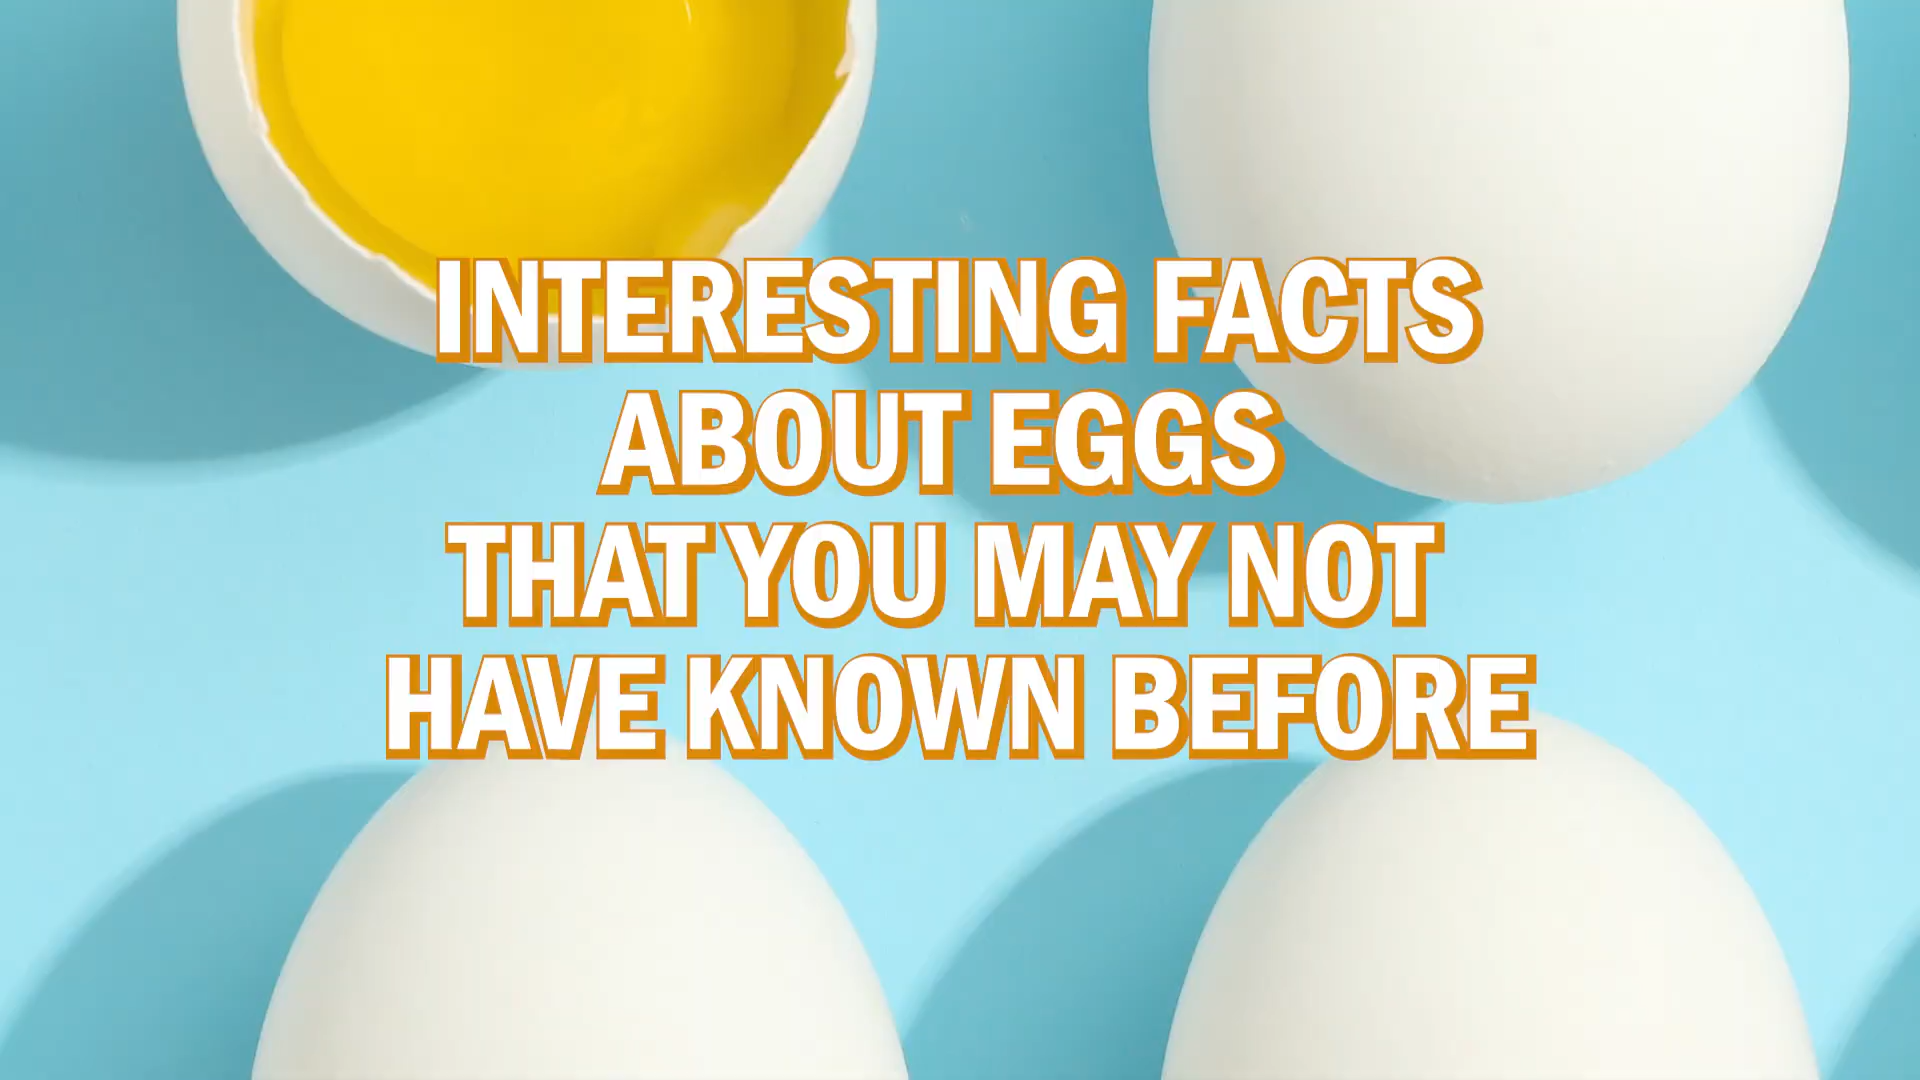 INTERESTING FACTS
ABOUT EGGS
THAT YOU MAY NOT
HAVE KNOWN BEFORE